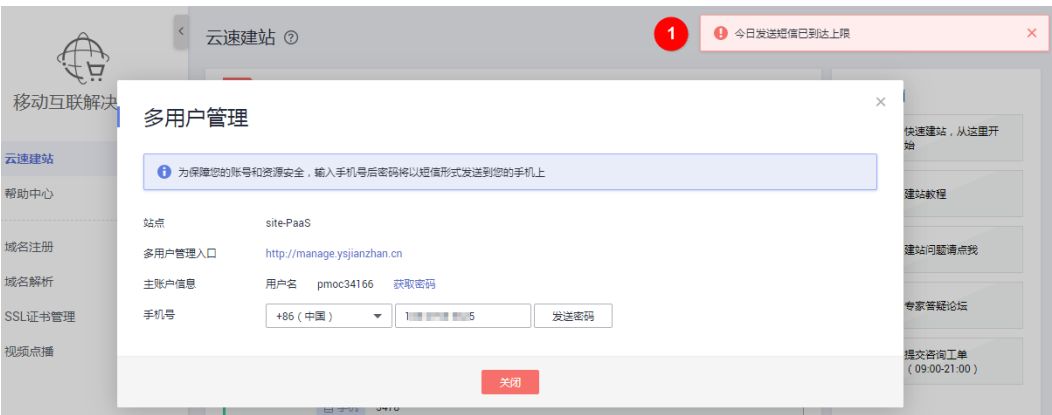 云速建站
1
今日发送短信已到达上限
移动互联解决
云速建站
帮助中心
域名注册
域名解析
SSL证书管理
视频点播
多用户管理
为保障您的账号和资源安全，输入手机号后密码将以短信形式发送到您的手机上
站点 site-PaaS
多用户管理入口 http://manage.ysjianzhan.cn
主账户信息 用户名 pmoc34166 获取密码
手机号 +86（中国） 5 发送密码
关闭
快速建站，从这里开
始
建站教程
建站问题请点我
专家答疑论坛
提交咨询工单
（09:00-21:00）